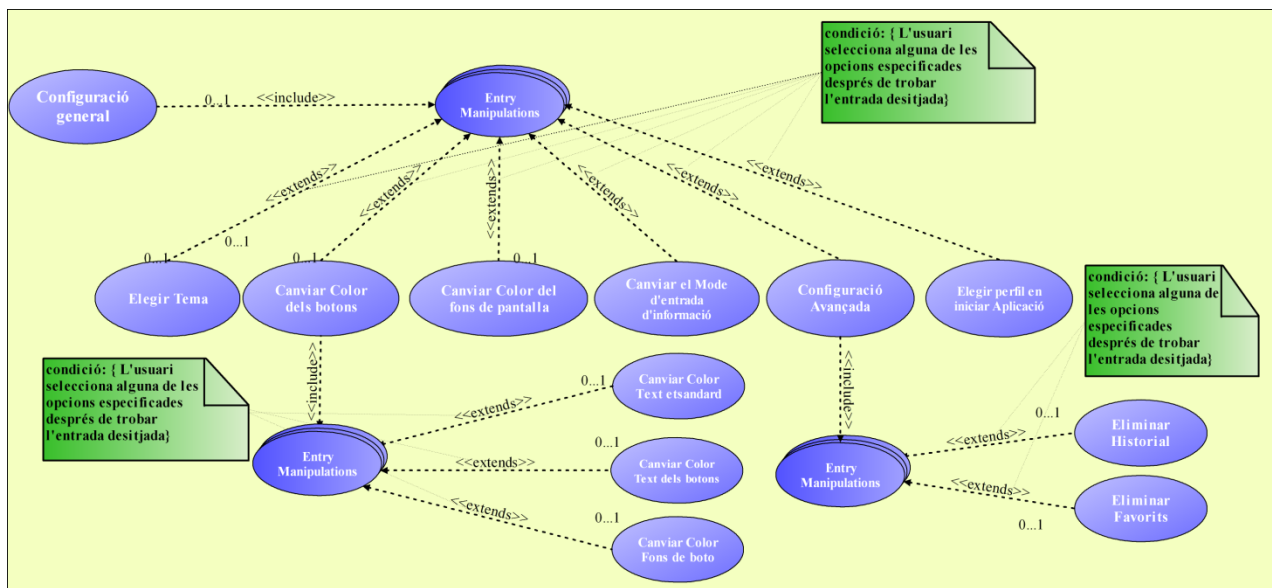 condició: { L'usuari
selecciona alguna de les
opcions especificades
després de trobar
l'entrada desitjada}
Configuració
general
0...1
<<include>>
Entry
Manipulations
<<extends>>
<<extends>>
<<extends>>
<<extends>>
<<extends>>
<<extends>>
0...1
0...1
0...1
0...1
Elegir Tema
Canviar Color
dels botons
Canviar Color del
fons de pantalla
Canviar el Mode
d'entrada
d'informació
Configuració
Avançada
Elegir perfil en
iniciar Aplicació
condició: { L'usuari
selecciona alguna de
les opcions
especificades
després de trobar
l'entrada desitjada}
condició: { L'usuari
selecciona alguna de les
opcions especificades
després de trobar
l'entrada desitjada}
<<include>>
<<include>>
0...1
Canviar Color
Text etsandard
<<extends>>
Entry
Manipulations
<<extends>>
0...1
Canviar Color
Text dels botons
<<extends>>
0...1
Canviar Color
Fons de boto
Entry
Manipulations
0...1
<<extends>>
Eliminar
Historial
<<extends>>
0...1
Eliminar
Favorits